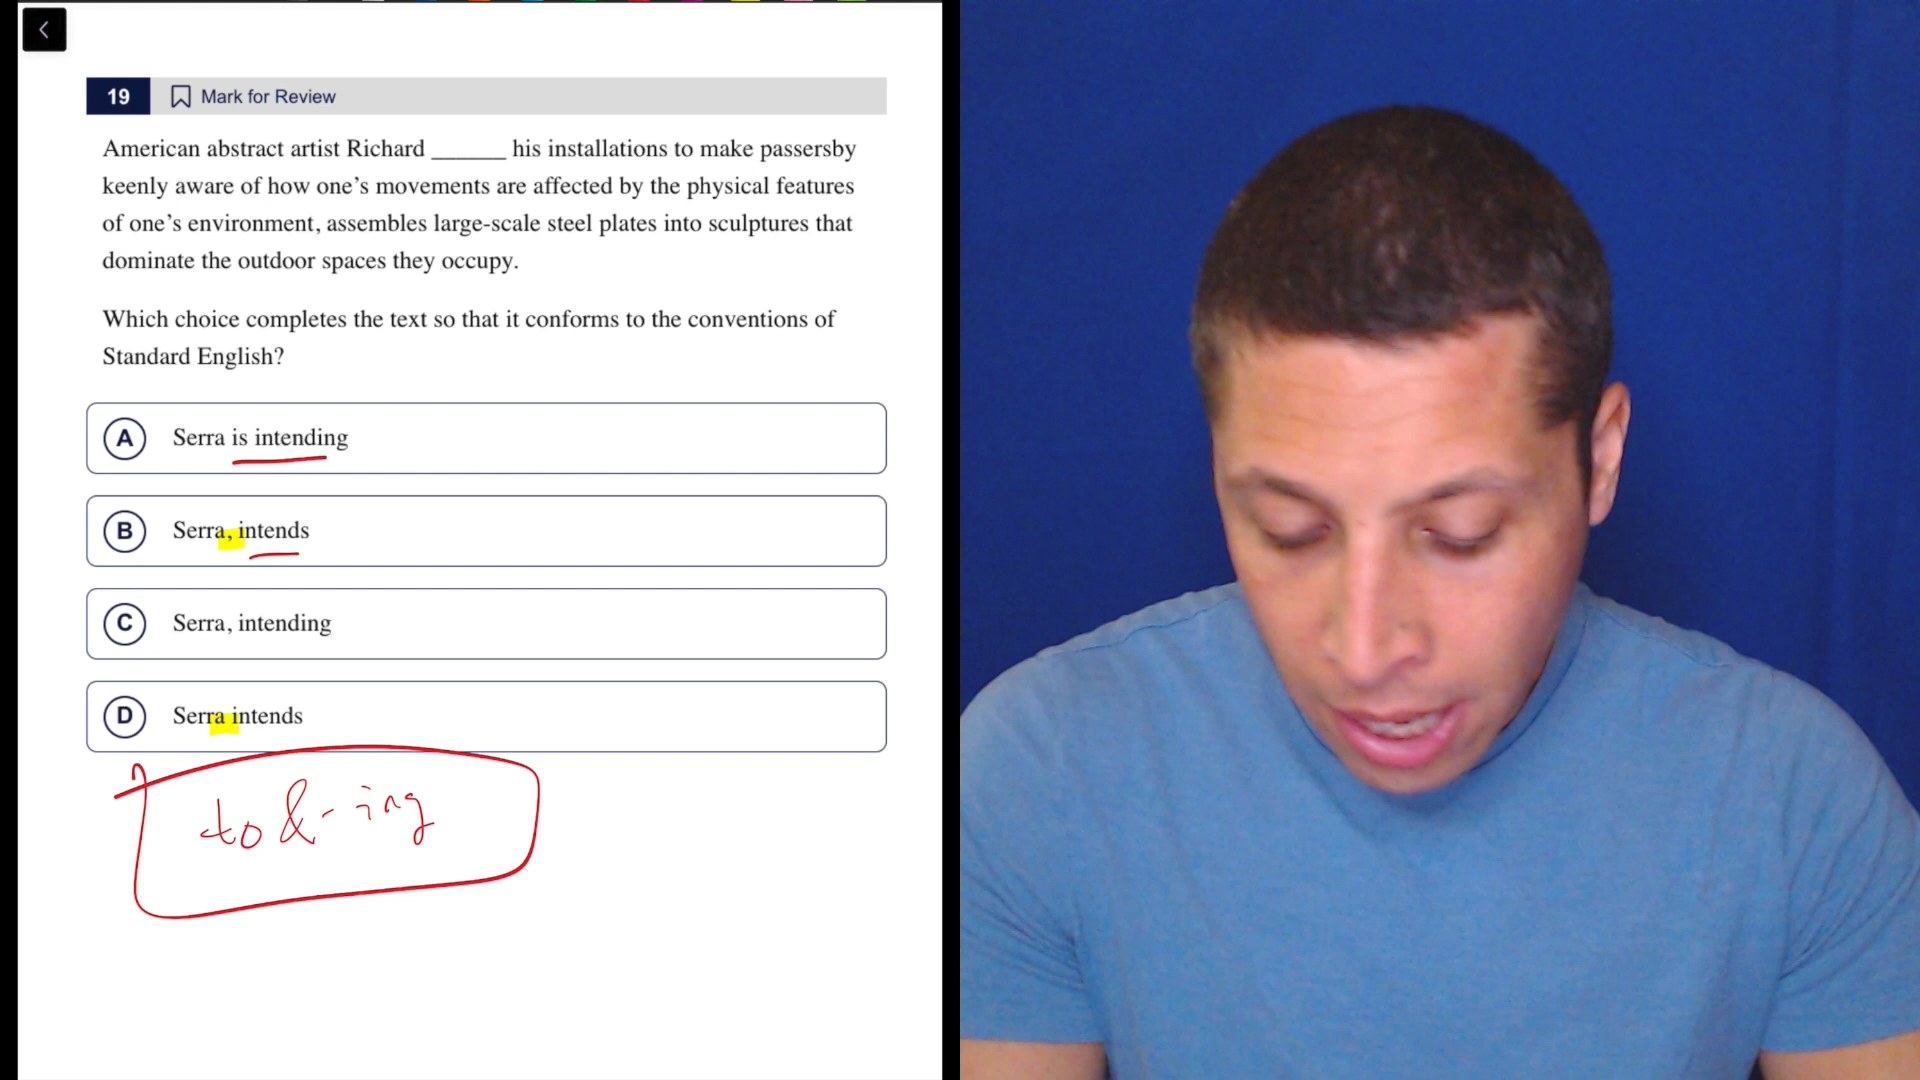 19 Mark for Review
American abstract artist Richard ______ his installations to make passersby
keenly aware of how one’s movements are affected by the physical features
of one’s environment, assembles large-scale steel plates into sculptures that
dominate the outdoor spaces they occupy.
Which choice completes the text so that it conforms to the conventions of
Standard English?
A Serra is intending
B Serra, intends
C Serra, intending
D Serra intends
to & -ing